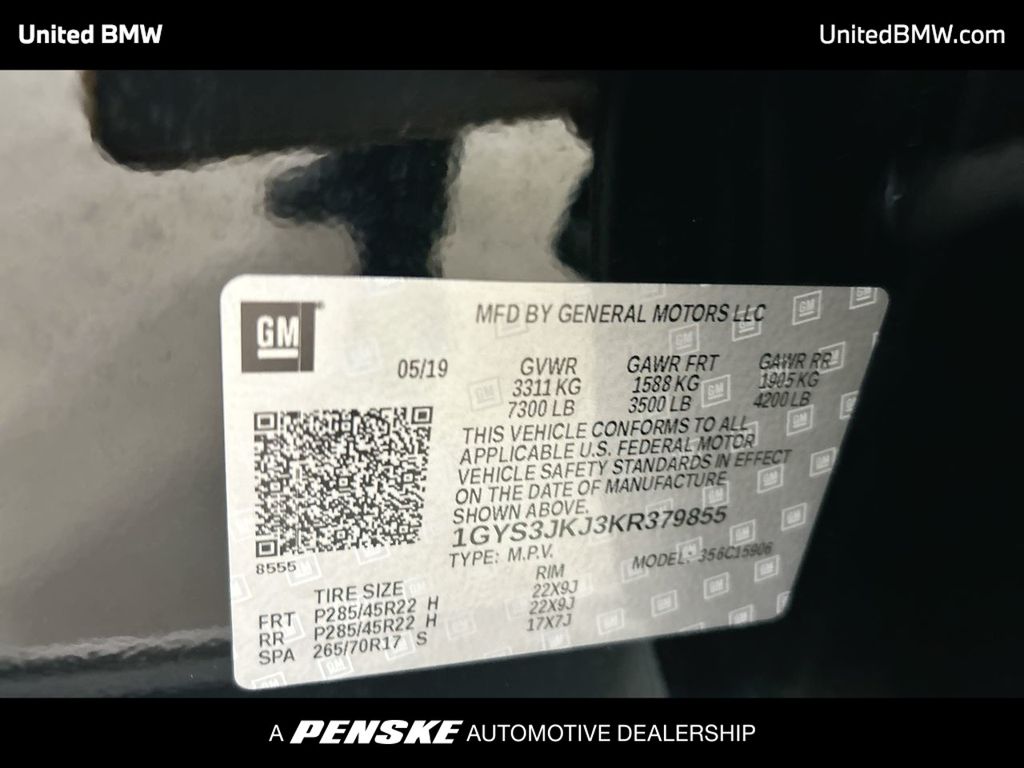 United BMW
UnitedBMW.com
GM
MFD BY GENERAL MOTORS LLC
05/19 GVWR GAWR FRT GAWR RR
3311 KG 1588 KG 1905 KG
7300 LB 3500 LB 4200 LB
THIS VEHICLE CONFORMS TO ALL
APPLICABLE U.S. FEDERAL MOTOR
VEHICLE SAFETY STANDARDS IN EFFECT
ON THE DATE OF MANUFACTURE
SHOWN ABOVE.
1GYS3JKJ3KR379855
8555
TYPE: M.P.V. MODEL: 356C15906
TIRE SIZE RIM
FRT P285/45R22 H 22X9J
RR P285/45R22 H 22X9J
SPA 265/70R17 S 17X7J
A PENSKE AUTOMOTIVE DEALERSHIP